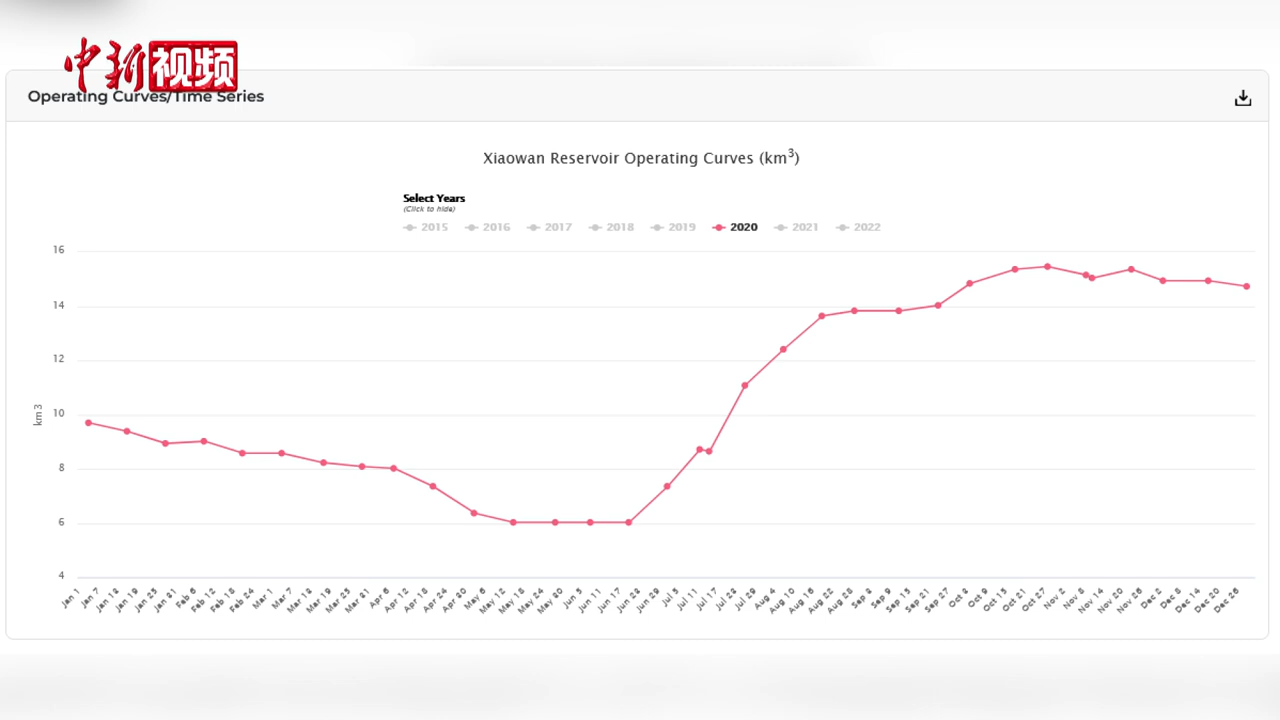 中新视频
Operating Curves/Time Series
Xiaowan Reservoir Operating Curves (km³)
Select Years
(Click to hide)
2015 2016 2017 2018 2019 2020 2021 2022
16
14
12
10
8
6
4
km 3
Jan 1 Jan 7 Jan 13 Jan 19 Jan 25 Jan 31 Feb 6 Feb 12 Feb 18 Feb 24 Mar 1 Mar 7 Mar 13 Mar 19 Mar 25 Mar 31 Apr 6 Apr 12 Apr 18 Apr 24 Apr 30 May 6 May 12 May 18 May 24 May 30 Jun 5 Jun 11 Jun 17 Jun 23 Jun 29 Jul 5 Jul 11 Jul 17 Jul 23 Jul 29 Aug 4 Aug 10 Aug 16 Aug 22 Aug 28 Sep 3 Sep 9 Sep 15 Sep 21 Sep 27 Oct 3 Oct 9 Oct 15 Oct 21 Oct 27 Nov 2 Nov 8 Nov 14 Nov 20 Nov 26 Dec 2 Dec 8 Dec 14 Dec 20 Dec 26